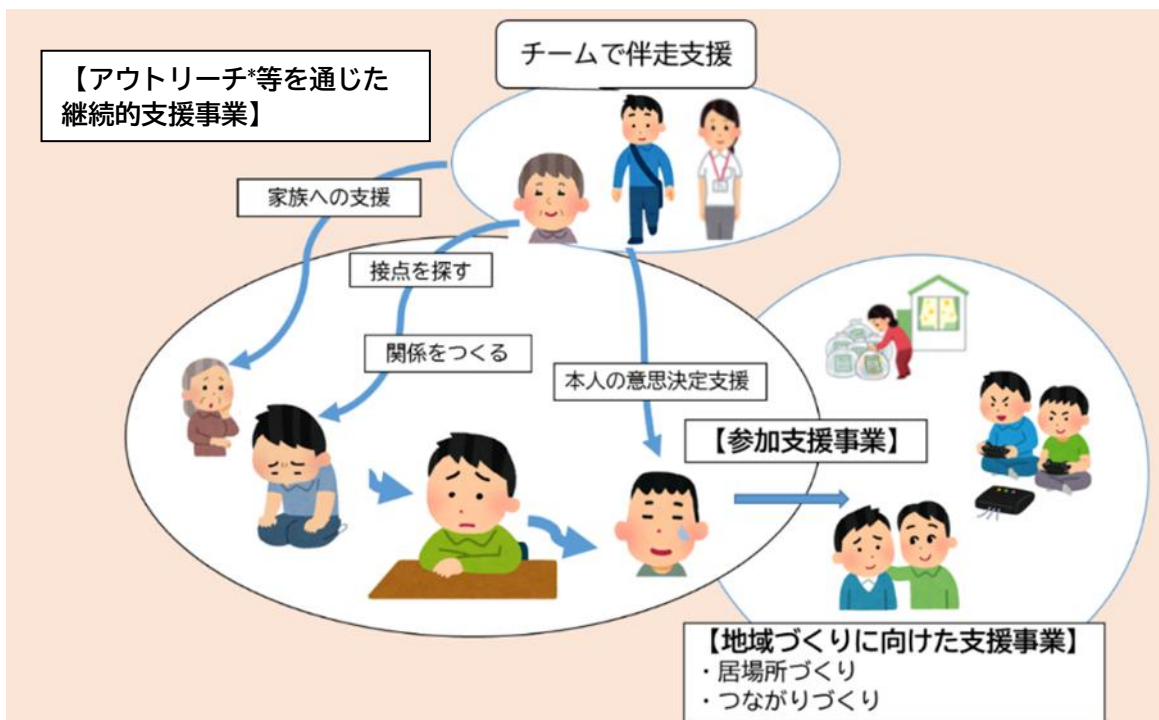 チームで伴走支援
【アウトリーチ*等を通じた
継続的支援事業】
家族への支援
接点を探す
関係をつくる
本人の意思決定支援
【参加支援事業】
【地域づくりに向けた支援事業】
・居場所づくり
・つながりづくり